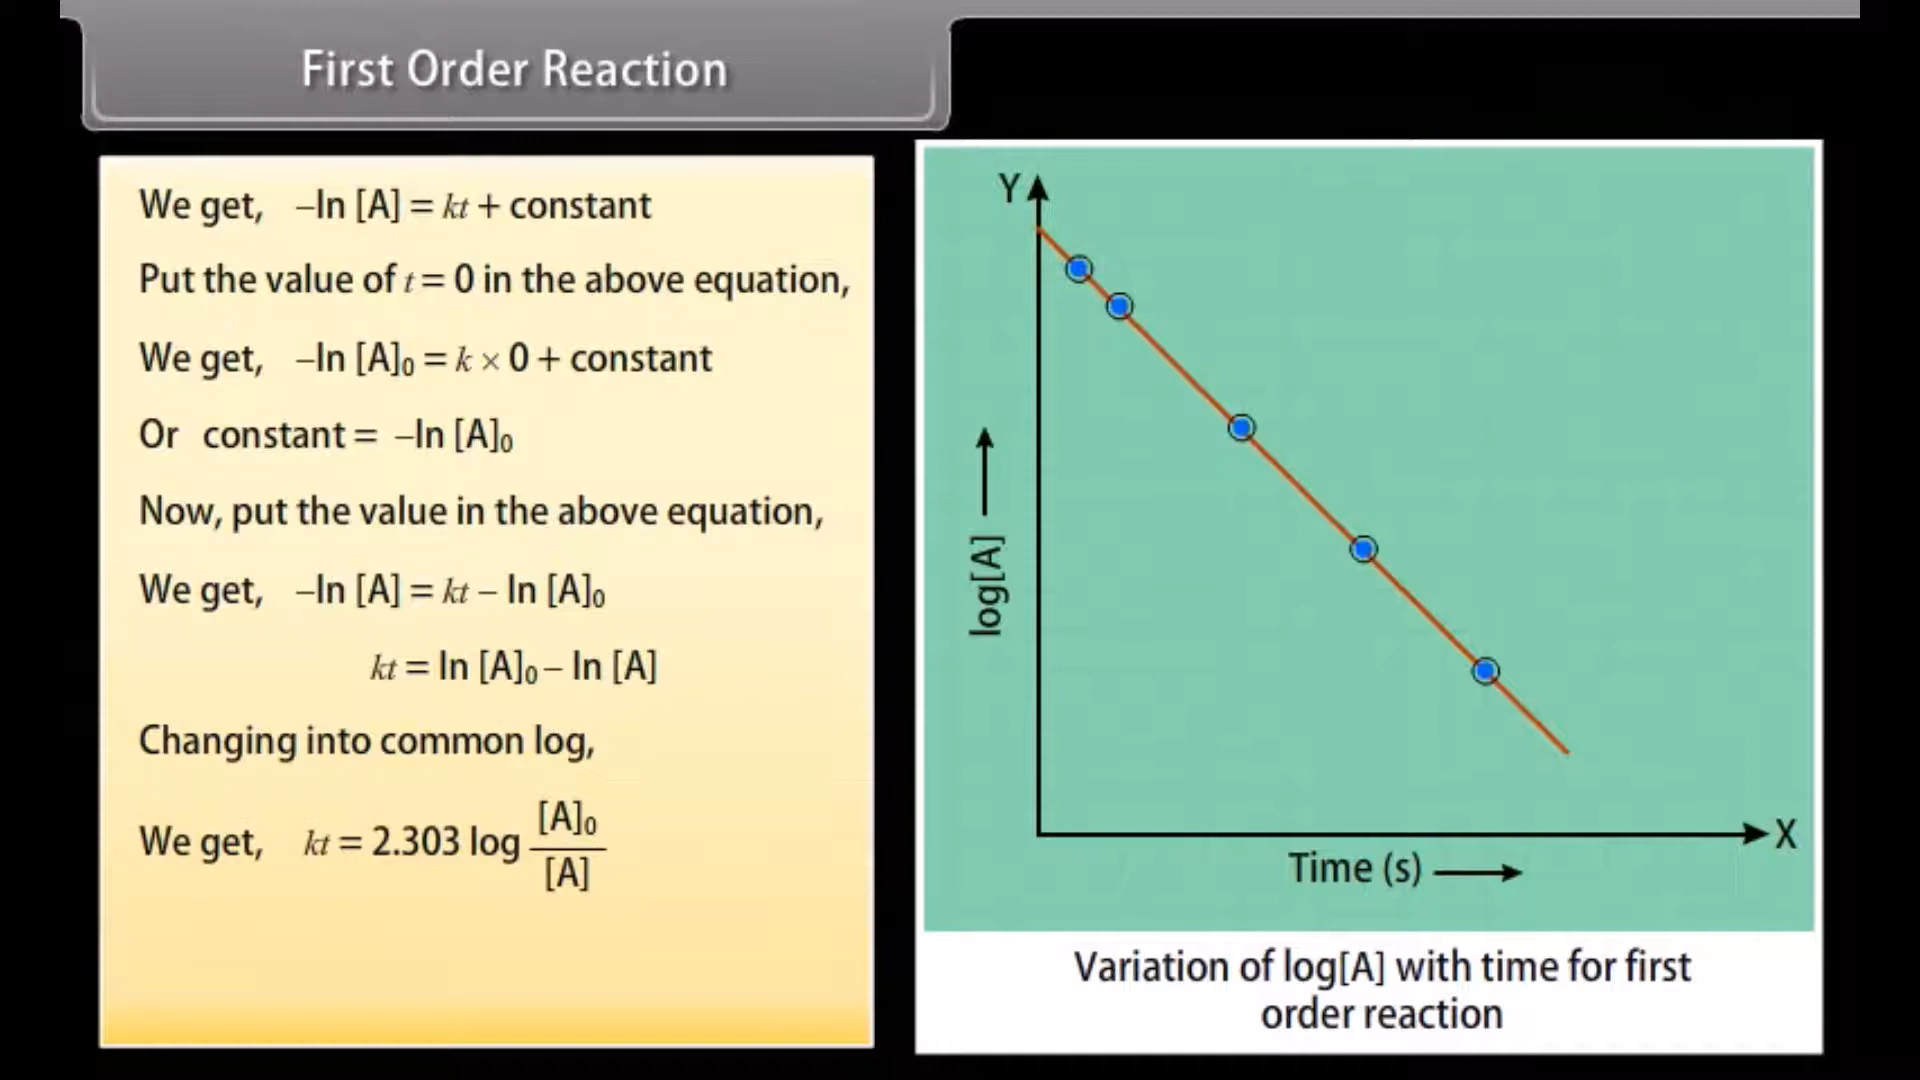 First Order Reaction
We get, –ln [A] = kt + constant
Put the value of t = 0 in the above equation,
We get, –ln [A]₀ = k × 0 + constant
Or constant = –ln [A]₀
Now, put the value in the above equation,
We get, –ln [A] = kt – ln [A]₀
kt = ln [A]₀ – ln [A]
Changing into common log,
We get, kt = 2.303 log [A]₀ / [A]
Y
log[A]
X
Time (s)
Variation of log[A] with time for first
order reaction